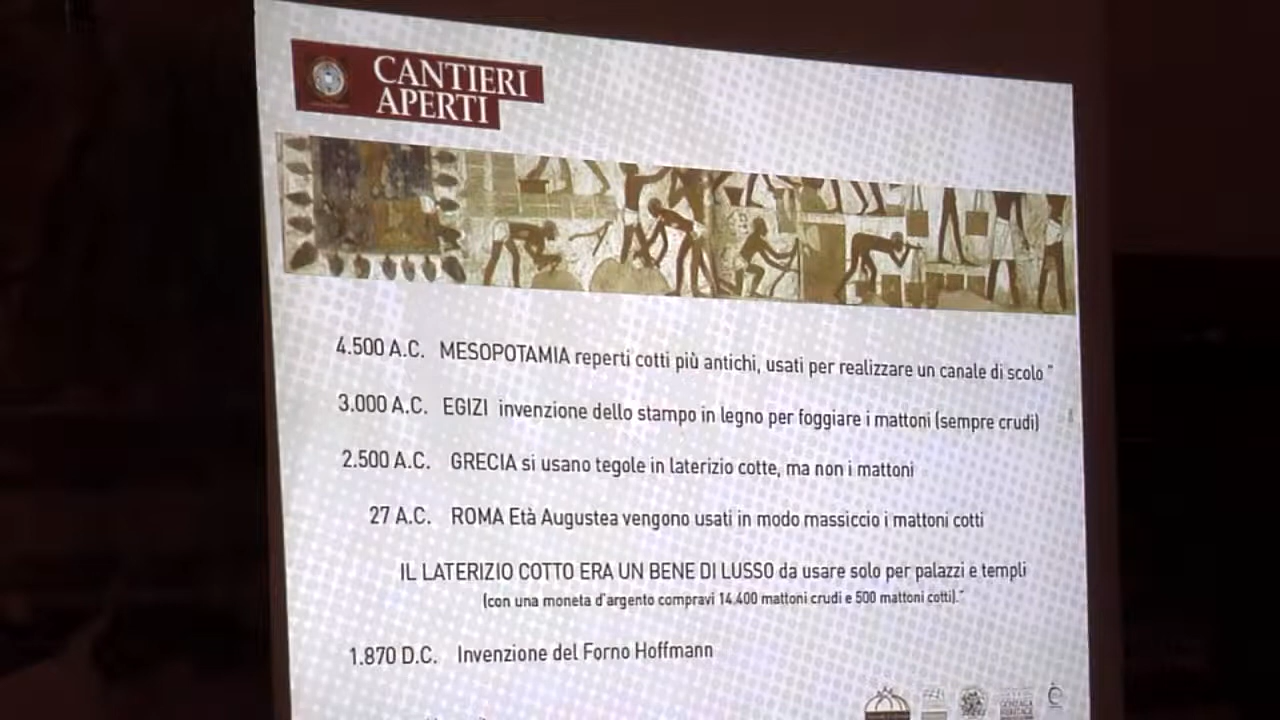 CANTIERI
APERTI
4.500 A.C. MESOPOTAMIA reperti cotti più antichi, usati per realizzare un canale di scolo "
3.000 A.C. EGIZI invenzione dello stampo in legno per foggiare i mattoni (sempre crudi)
2.500 A.C. GRECIA si usano tegole in laterizio cotte, ma non i mattoni
27 A.C. ROMA Età Augustea vengono usati in modo massiccio i mattoni cotti
IL LATERIZIO COTTO ERA UN BENE DI LUSSO da usare solo per palazzi e templi
(con una moneta d'argento compravi 14.400 mattoni crudi e 500 mattoni cotti)."
1.870 D.C. Invenzione del Forno Hoffmann